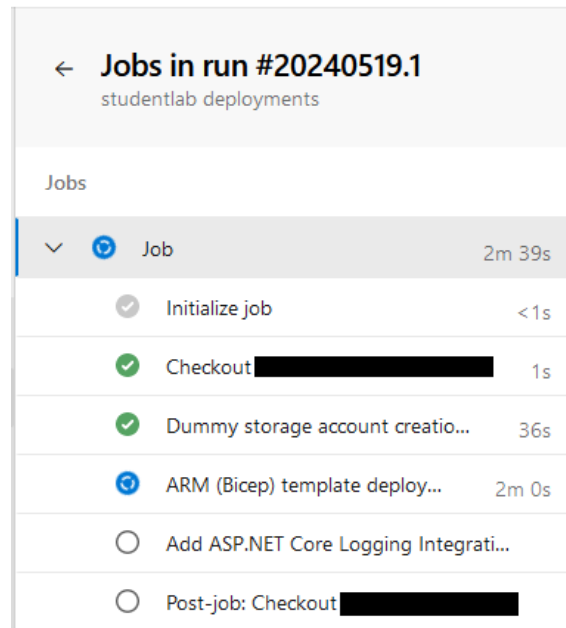 Jobs in run #20240519.1
studentlab deployments
Jobs
Job 2m 39s
Initialize job <1s
Checkout 1s
Dummy storage account creatio... 36s
ARM (Bicep) template deploy... 2m 0s
Add ASP.NET Core Logging Integrati...
Post-job: Checkout